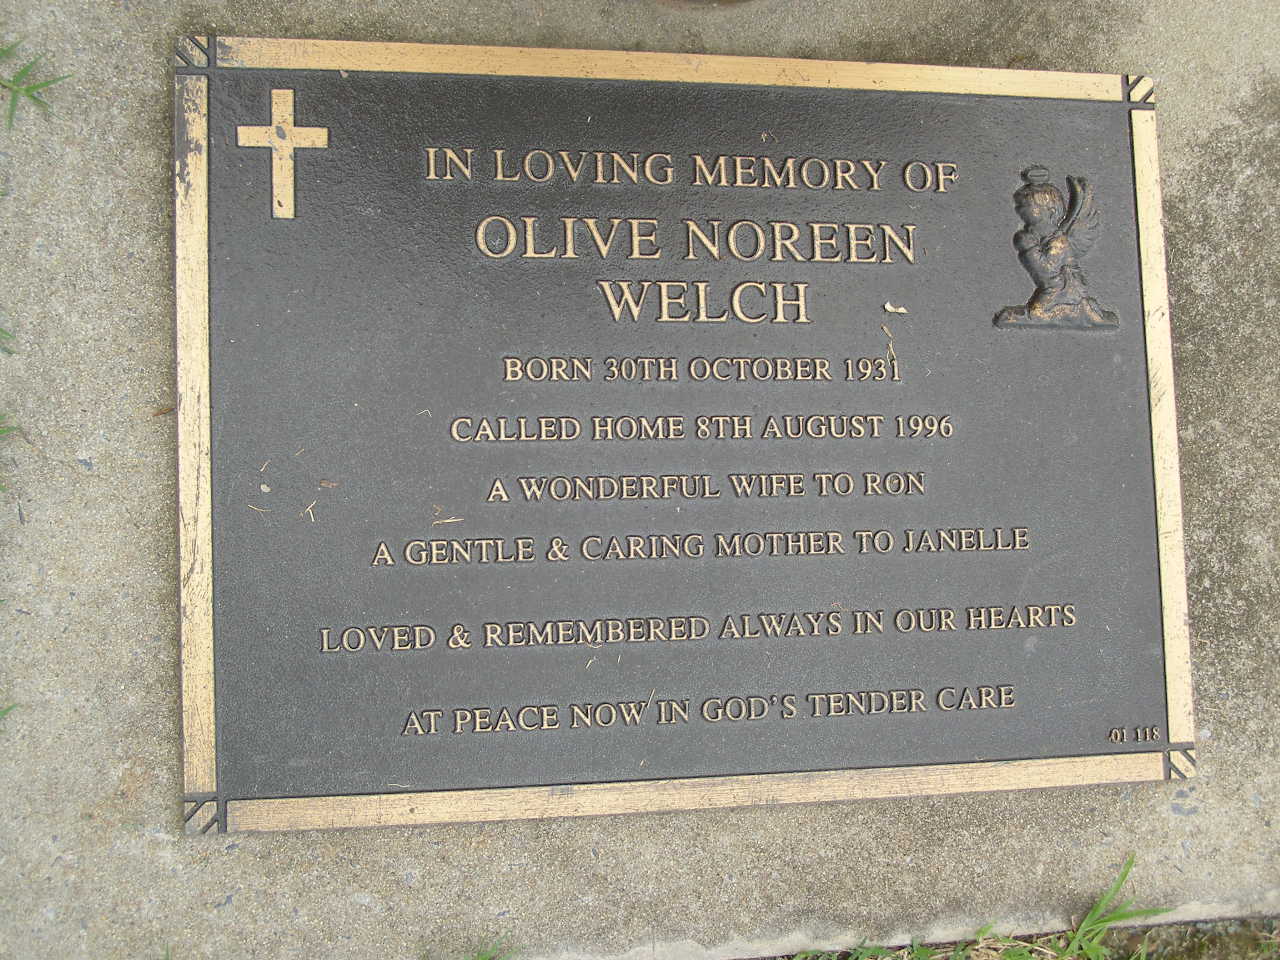 IN LOVING MEMORY OF
OLIVE NOREEN
WELCH
BORN 30TH OCTOBER 1931
CALLED HOME 8TH AUGUST 1996
A WONDERFUL WIFE TO RON
A GENTLE & CARING MOTHER TO JANELLE
LOVED & REMEMBERED ALWAYS IN OUR HEARTS
AT PEACE NOW IN GOD'S TENDER CARE
01 118